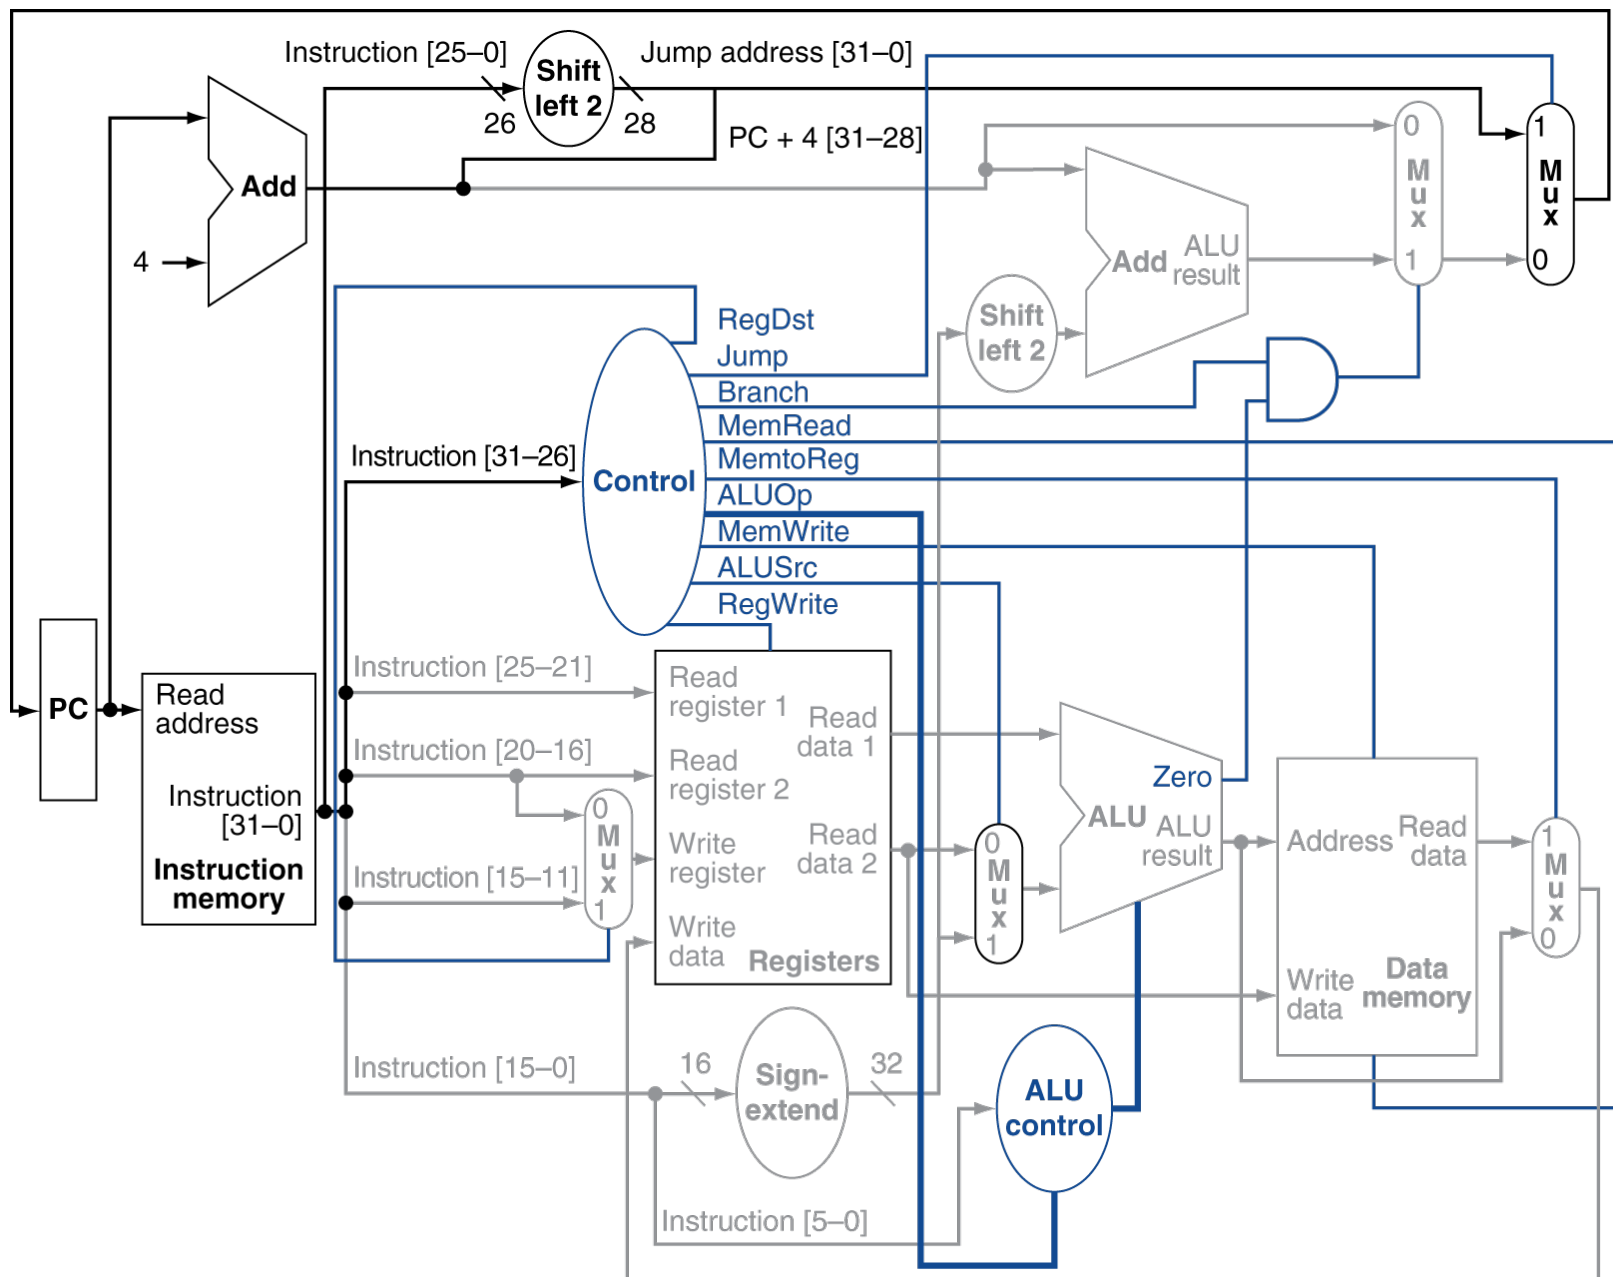 Instruction [25–0]
Shift
left 2
Jump address [31–0]
26
28
PC + 4 [31–28]
Add
4
0
M
u
x
1
1
M
u
x
0
Add
ALU
result
Shift
left 2
RegDst
Jump
Branch
MemRead
MemtoReg
ALUOp
MemWrite
ALUSrc
RegWrite
Instruction [31–26]
Control
PC
Read
address
Instruction
[31–0]
Instruction
memory
Instruction [25–21]
Instruction [20–16]
Instruction [15–11]
0
M
u
x
1
Read
register 1
Read
register 2
Write
register
Write
data
Read
data 1
Read
data 2
Registers
0
M
u
x
1
Zero
ALU
ALU
result
Address
Read
data
Write
data
Data
memory
1
M
u
x
0
Instruction [15–0]
16
Sign-
extend
32
ALU
control
Instruction [5–0]